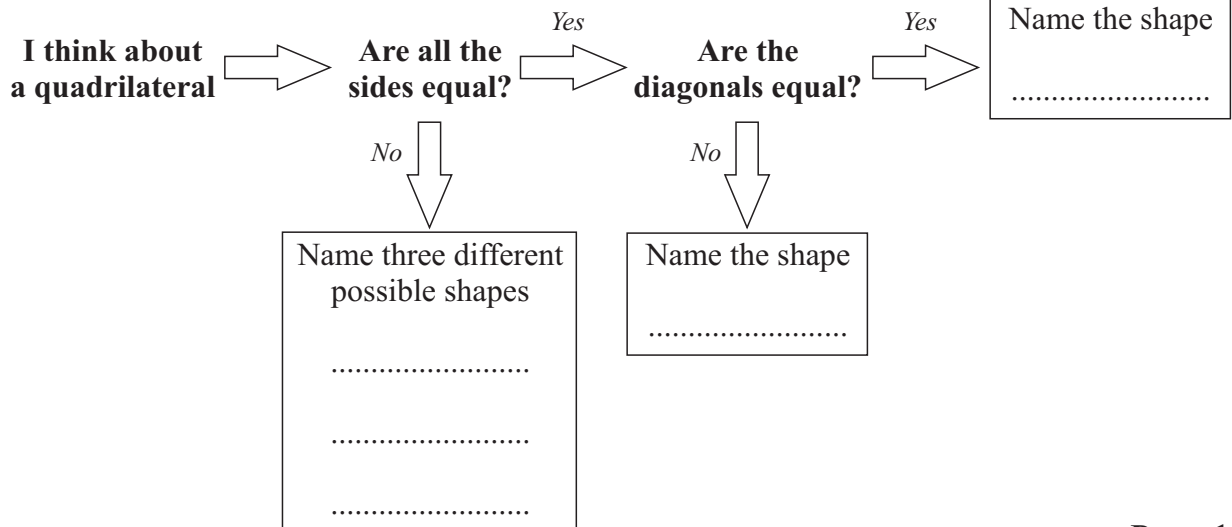 I think about
a quadrilateral
Are all the
sides equal?
Yes
Are the
diagonals equal?
Yes
Name the shape
.........................
No
No
Name three different
possible shapes
.........................
.........................
.........................
Name the shape
.........................